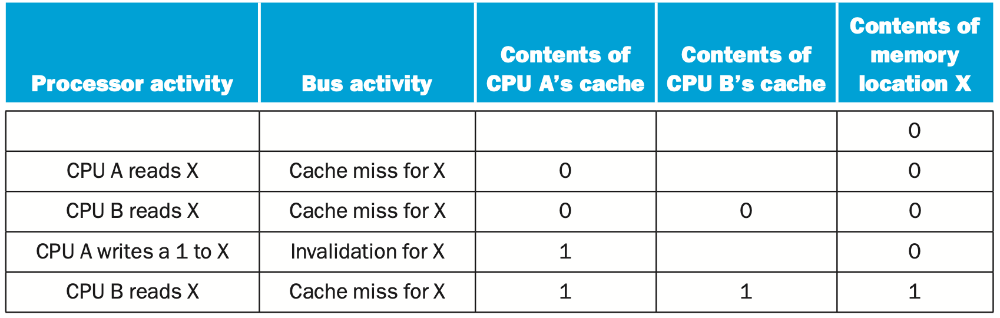 Processor activity
Bus activity
Contents of
CPU A's cache
Contents of
CPU B's cache
Contents of
memory
location X
0
CPU A reads X Cache miss for X 0 0
CPU B reads X Cache miss for X 0 0 0
CPU A writes a 1 to X Invalidation for X 1 0
CPU B reads X Cache miss for X 1 1 1